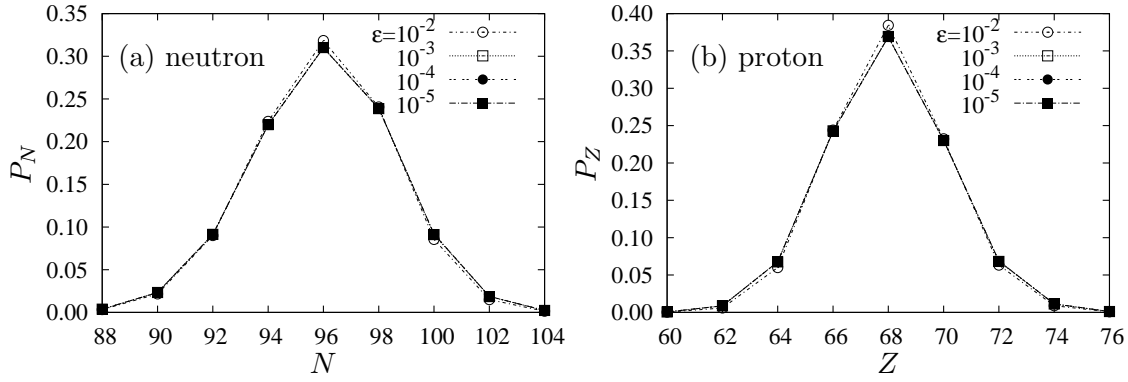 (a) neutron
ε=10⁻²
10⁻³
10⁻⁴
10⁻⁵
0.35
0.30
0.25
0.20
0.15
0.10
0.05
0.00
P_N
88 90 92 94 96 98 100 102 104
N
(b) proton
ε=10⁻²
10⁻³
10⁻⁴
10⁻⁵
0.40
0.35
0.30
0.25
0.20
0.15
0.10
0.05
0.00
P_Z
60 62 64 66 68 70 72 74 76
Z